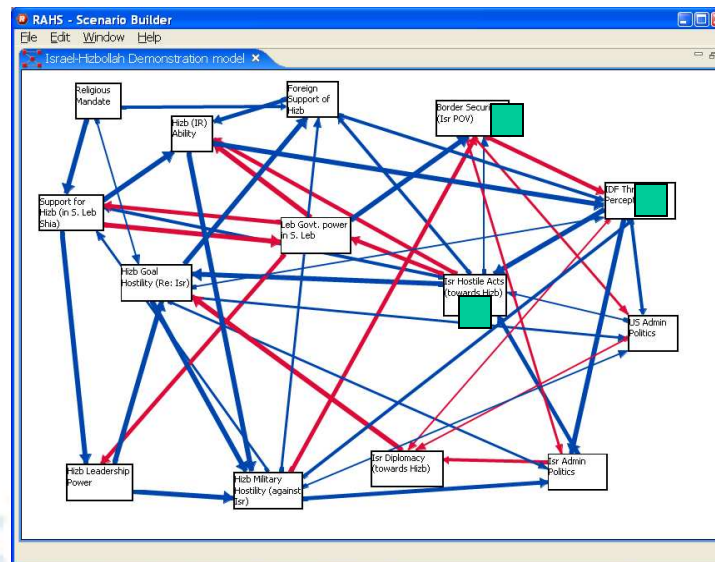 RAHS - Scenario Builder
File Edit Window Help
Israel-Hizbollah Demonstration model
Religious
Mandate
Foreign
Support of
Hizb
Border
(Isr POV)
Hizb (IR)
Ability
IDF
Support for
Hizb (in S. Leb
Shia)
Leb Govt. power
in S. Leb
Hizb Goal
Hostility (Re: Isr)
Isr Hostile Acts
(towards Hizb)
US Admin
Politics
Hizb Leadership
Power
Hizb Military
Hostility (against
Isr)
Isr Diplomacy
(towards Hizb)
Isr Admin
Politics